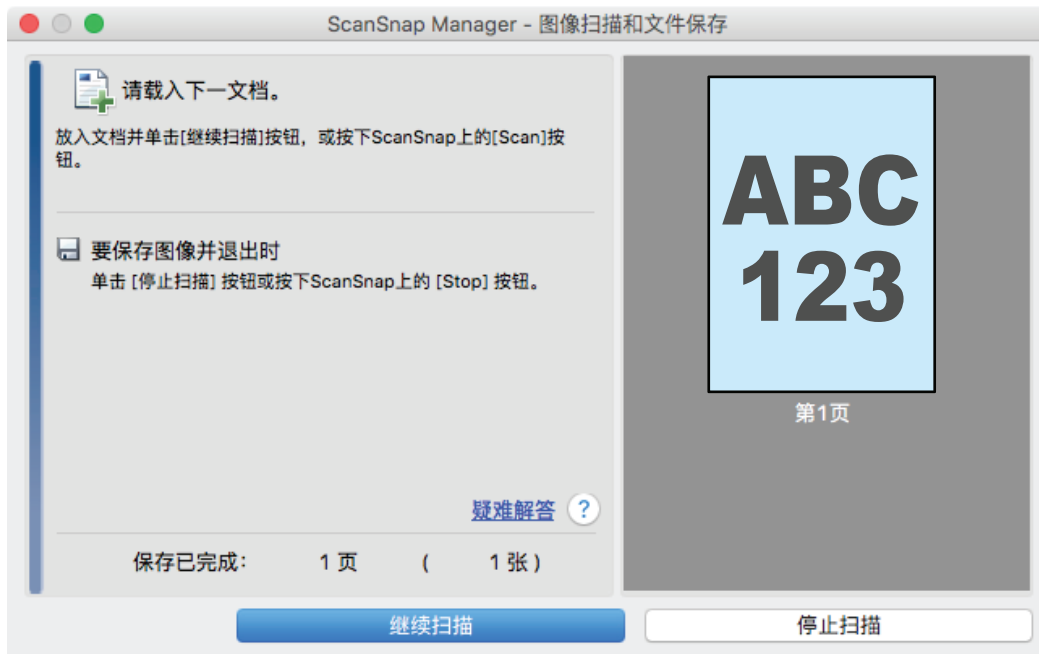 ScanSnap Manager - 图像扫描和文件保存
请载入下一文档。
放入文档并单击[继续扫描]按钮，或按下ScanSnap上的[Scan]按
钮。
要保存图像并退出时
单击 [停止扫描] 按钮或按下ScanSnap上的 [Stop] 按钮。
疑难解答 ?
保存已完成： 1 页 ( 1 张 )
ABC
123
第1页
继续扫描
停止扫描